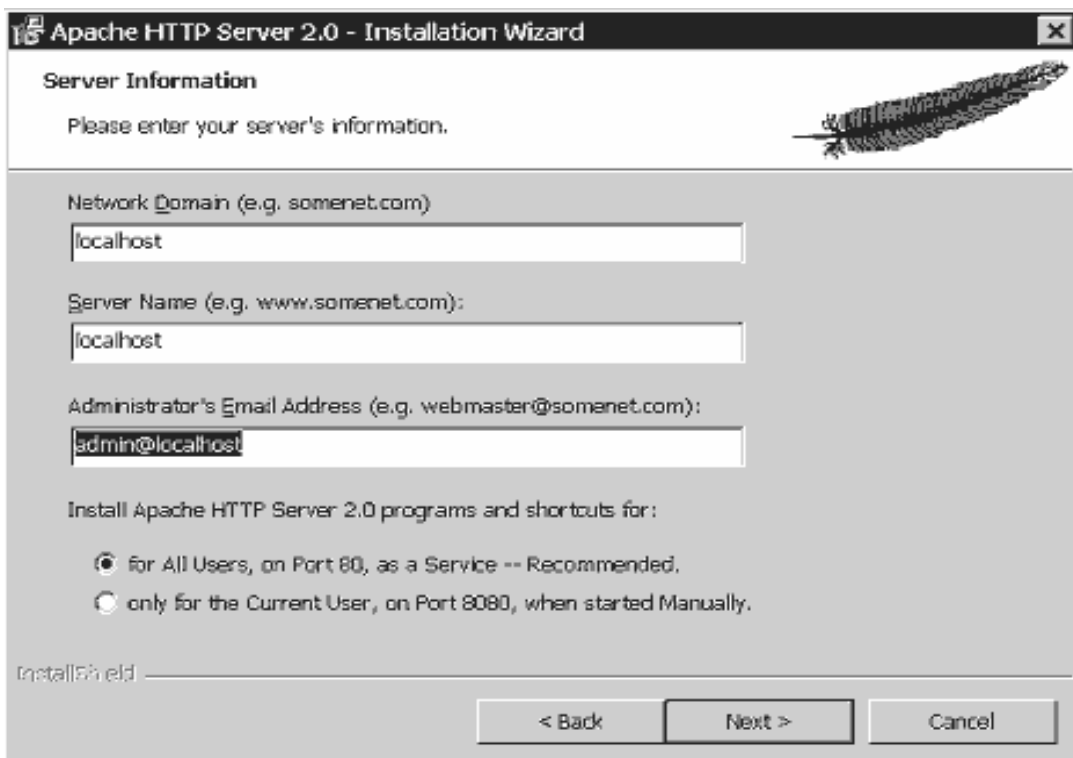 Apache HTTP Server 2.0 - Installation Wizard
Server Information
Please enter your server's information.
Network Domain (e.g. somenet.com)
localhost
Server Name (e.g. www.somenet.com):
localhost
Administrator's Email Address (e.g. webmaster@somenet.com):
admin@localhost
Install Apache HTTP Server 2.0 programs and shortcuts for:
for All Users, on Port 80, as a Service -- Recommended.
only for the Current User, on Port 8080, when started Manually.
InstallShield
< Back Next > Cancel